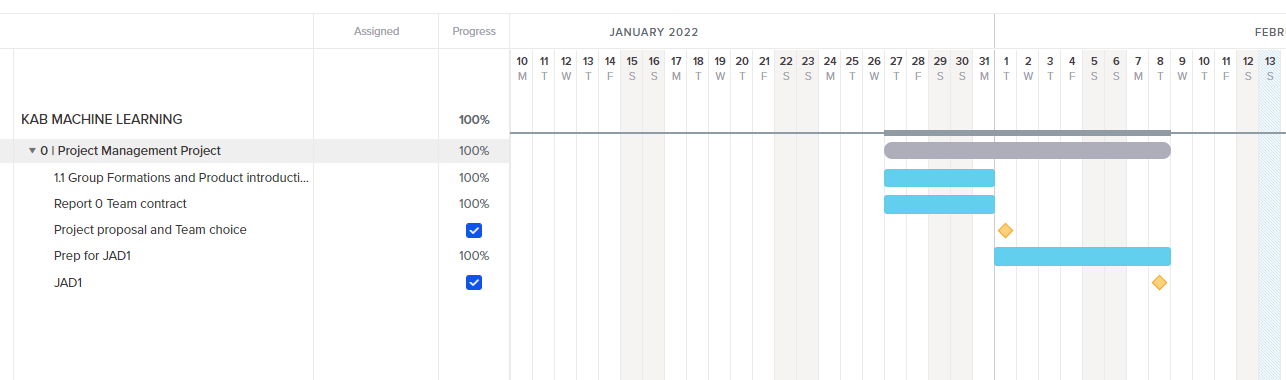 Assigned Progress JANUARY 2022 FEBR
10 11 12 13 14 15 16 17 18 19 20 21 22 23 24 25 26 27 28 29 30 31 1 2 3 4 5 6 7 8 9 10 11 12 13
M T W T F S S M T W T F S S M T W T F S S M T W T F S S M T W T F S S
KAB MACHINE LEARNING 100%
0 | Project Management Project 100%
1.1 Group Formations and Product introducti... 100%
Report 0 Team contract 100%
Project proposal and Team choice
Prep for JAD1 100%
JAD1